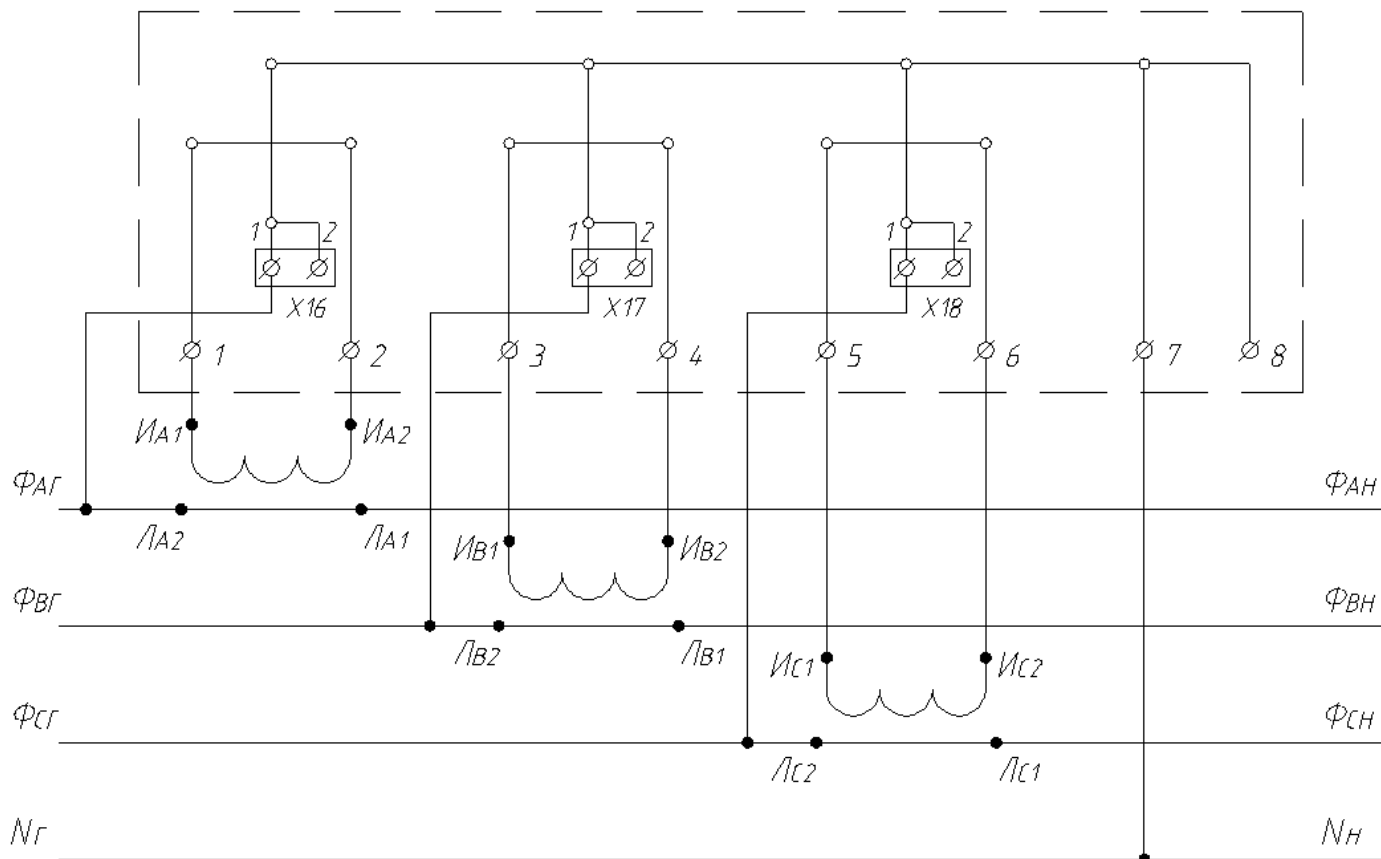 1 2 1 2 1 2
X16 X17 X18
1 2 3 4 5 6 7 8
ИА1 ИА2
ФАГ ФАН
ЛА2 ЛА1
ИВ1 ИВ2
ФВГ ФВН
ЛВ2 ЛВ1
ИС1 ИС2
ФСГ ФСН
ЛС2 ЛС1
NГ NН